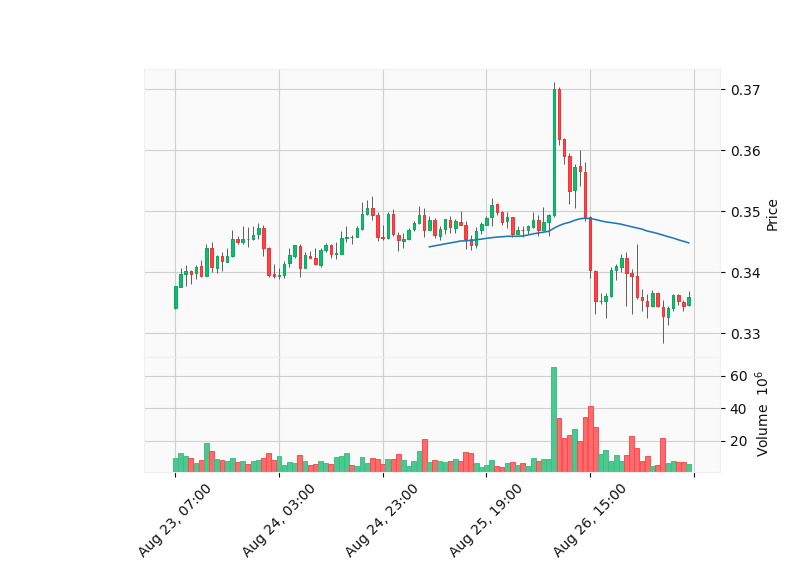 0.37
0.36
0.35
0.34
0.33
Price
60
40
20
Volume 10^6
Aug 23, 07:00
Aug 24, 03:00
Aug 24, 23:00
Aug 25, 19:00
Aug 26, 15:00